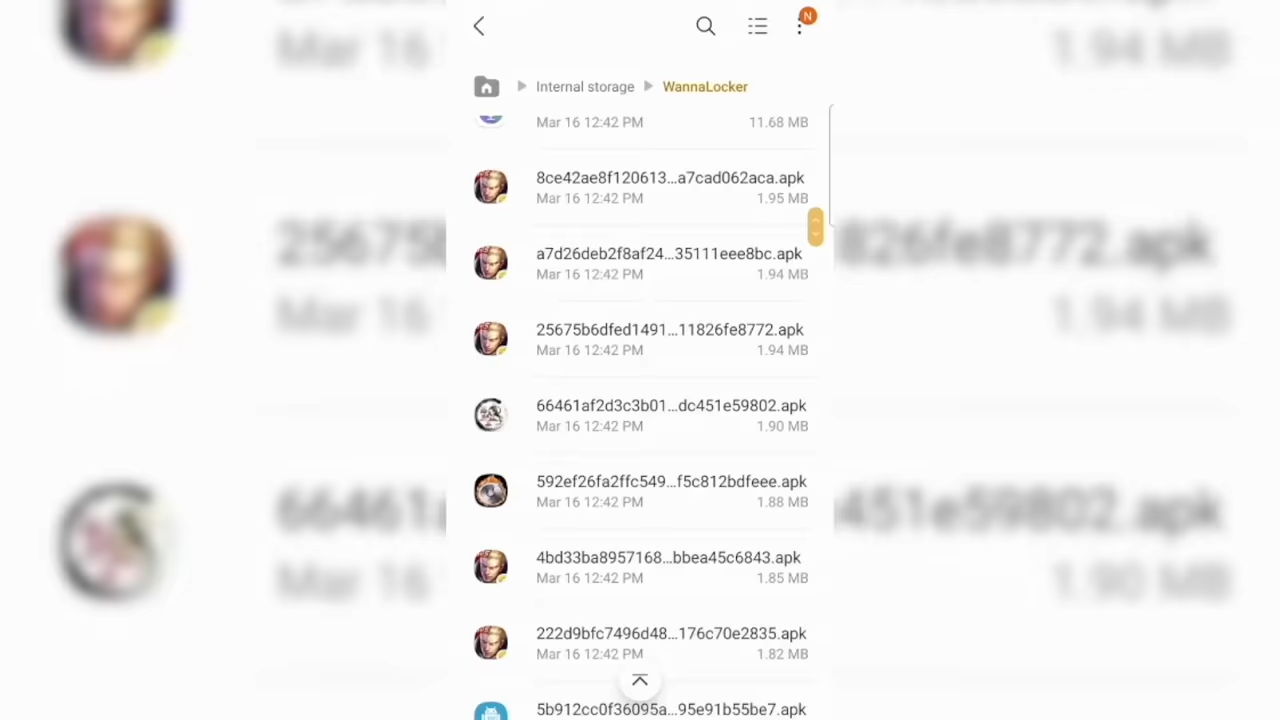 N
Internal storage WannaLocker
Mar 16 12:42 PM 11.68 MB
8ce42ae8f120613...a7cad062aca.apk
Mar 16 12:42 PM 1.95 MB
a7d26deb2f8af24...35111eee8bc.apk
Mar 16 12:42 PM 1.94 MB
25675b6dfed1491...11826fe8772.apk
Mar 16 12:42 PM 1.94 MB
66461af2d3c3b01...dc451e59802.apk
Mar 16 12:42 PM 1.90 MB
592ef26fa2ffc549...f5c812bdfeee.apk
Mar 16 12:42 PM 1.88 MB
4bd33ba8957168...bbea45c6843.apk
Mar 16 12:42 PM 1.85 MB
222d9bfc7496d48...176c70e2835.apk
Mar 16 12:42 PM 1.82 MB
5b912cc0f36095a...95e91b55be7.apk